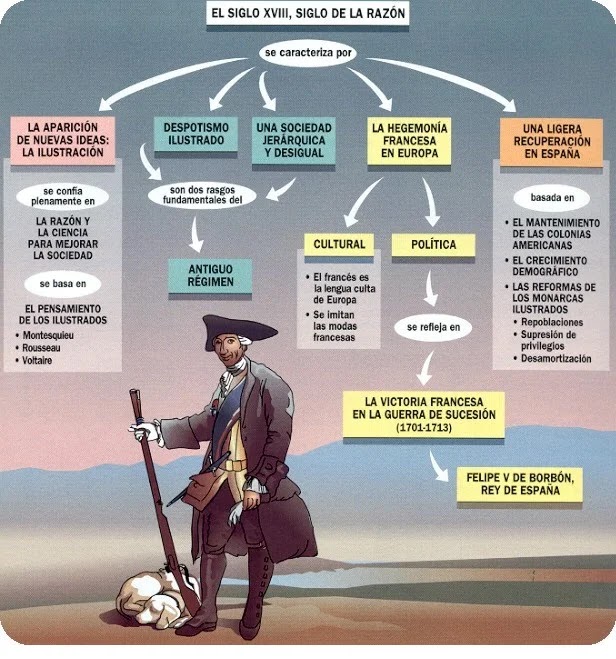 EL SIGLO XVIII, SIGLO DE LA RAZÓN
se caracteriza por
LA APARICIÓN
DE NUEVAS IDEAS:
LA ILUSTRACIÓN
se confia
plenamente en
LA RAZÓN Y
LA CIENCIA
PARA MEJORAR
LA SOCIEDAD
se basa en
EL PENSAMIENTO
DE LOS ILUSTRADOS
• Montesquieu
• Rousseau
• Voltaire
DESPOTISMO
ILUSTRADO
UNA SOCIEDAD
JERÁRQUICA
Y DESIGUAL
son dos rasgos
fundamentales del
ANTIGUO
RÉGIMEN
LA HEGEMONÍA
FRANCESA
EN EUROPA
CULTURAL
• El francés es
la lengua culta
de Europa
• Se imitan
las modas
francesas
POLÍTICA
se refleja en
LA VICTORIA FRANCESA
EN LA GUERRA DE SUCESIÓN
(1701-1713)
FELIPE V DE BORBÓN,
REY DE ESPAÑA
UNA LIGERA
RECUPERACIÓN
EN ESPAÑA
basada en
• EL MANTENIMIENTO
DE LAS COLONIAS
AMERICANAS
• EL CRECIMIENTO
DEMOGRÁFICO
• LAS REFORMAS DE
LOS MONARCAS
ILUSTRADOS
• Repoblaciones
• Supresión de
privilegios
• Desamortización